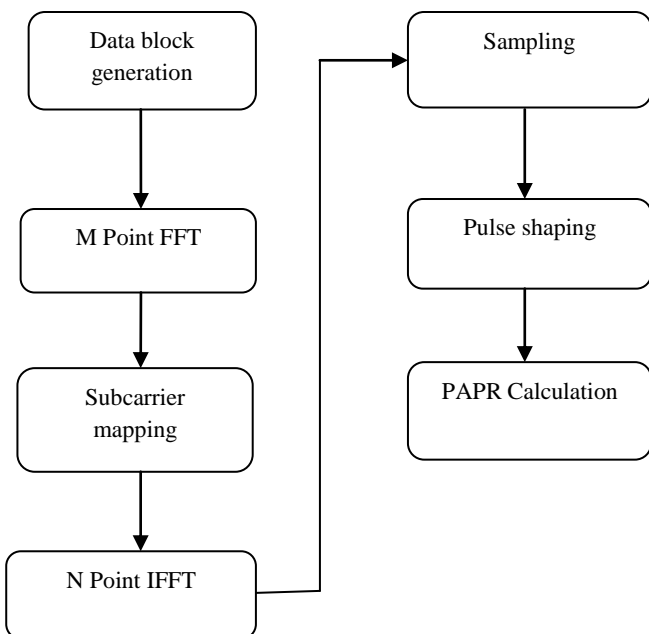 Data block
generation
M Point FFT
Subcarrier
mapping
N Point IFFT
Sampling
Pulse shaping
PAPR Calculation